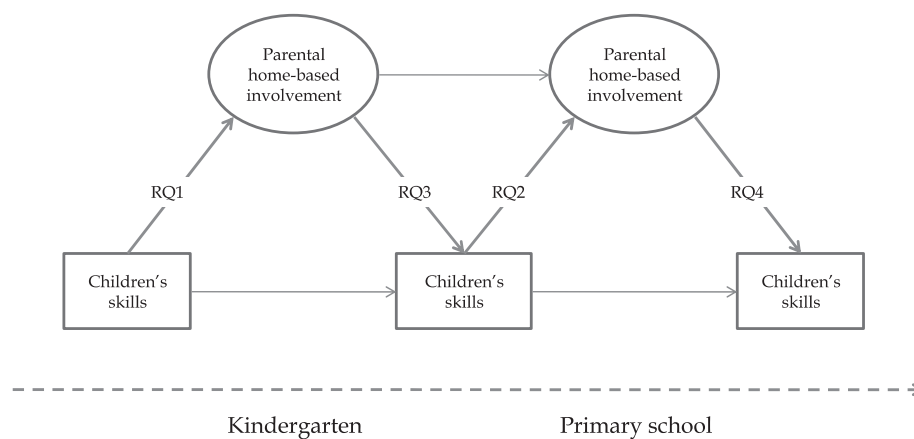 Parental
home-based
involvement
Parental
home-based
involvement
RQ1
RQ3
RQ2
RQ4
Children’s
skills
Children’s
skills
Children’s
skills
Kindergarten
Primary school